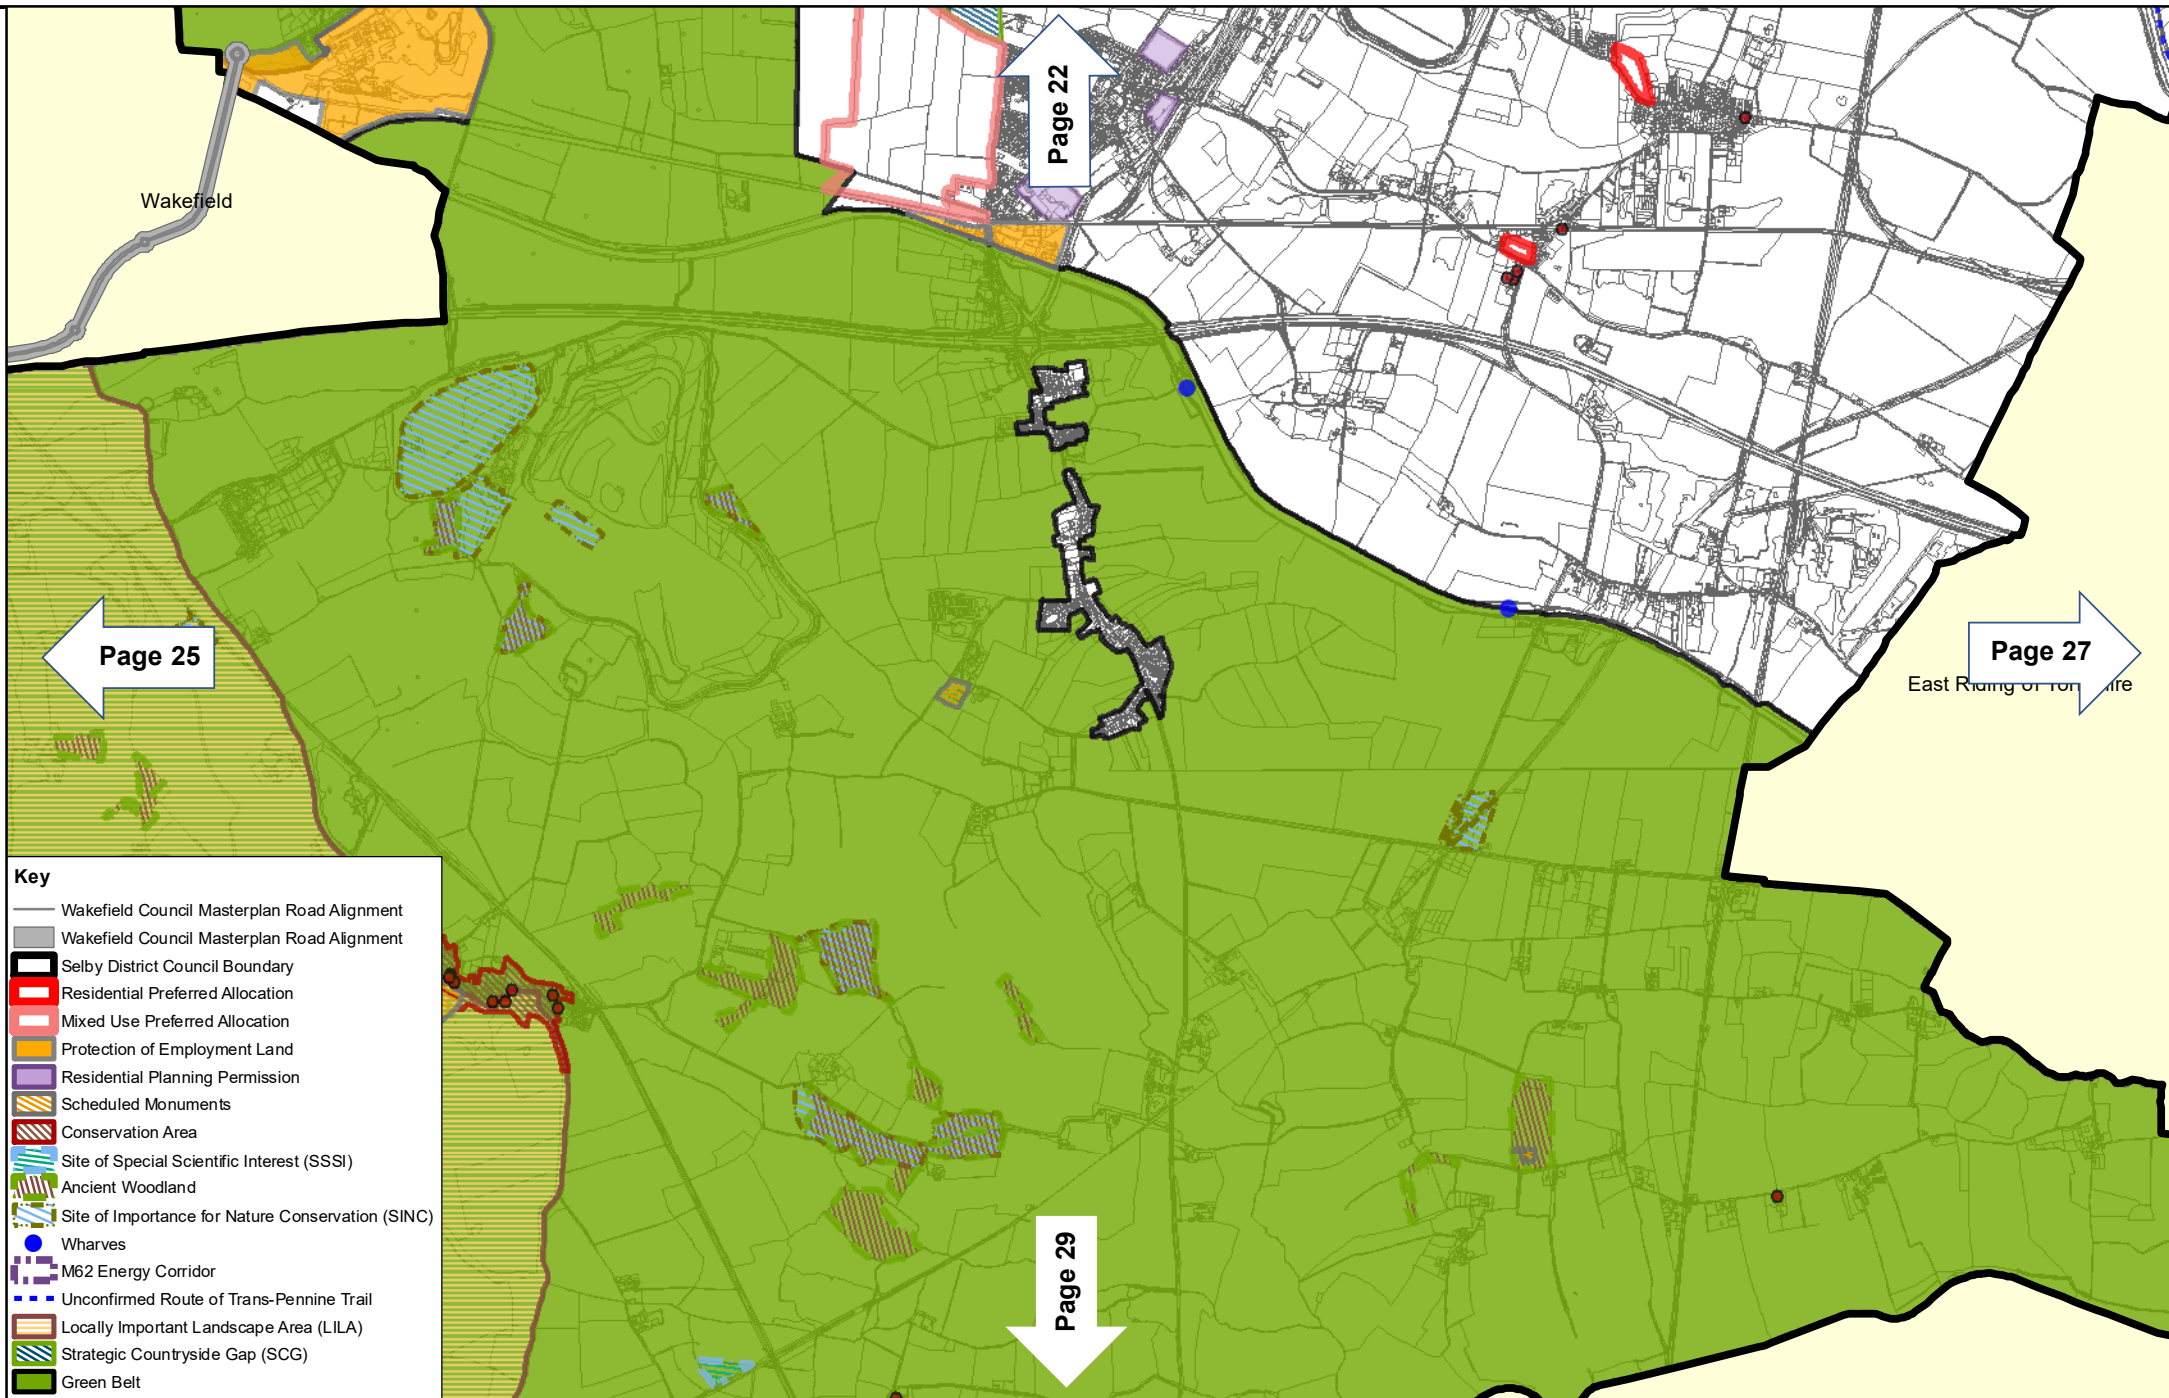 Page 22
Wakefield
Page 25
Page 27
East Riding of Yorkshire
Key
Wakefield Council Masterplan Road Alignment
Wakefield Council Masterplan Road Alignment
Selby District Council Boundary
Residential Preferred Allocation
Mixed Use Preferred Allocation
Protection of Employment Land
Residential Planning Permission
Scheduled Monuments
Conservation Area
Site of Special Scientific Interest (SSSI)
Ancient Woodland
Site of Importance for Nature Conservation (SINC)
Wharves
M62 Energy Corridor
Unconfirmed Route of Trans-Pennine Trail
Locally Important Landscape Area (LILA)
Strategic Countryside Gap (SCG)
Green Belt
Page 29